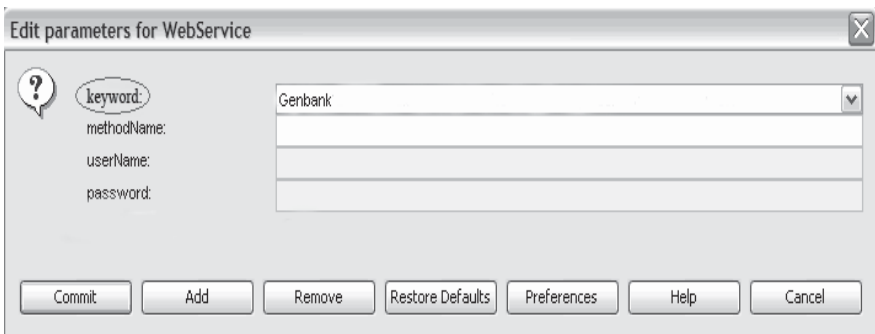 Edit parameters for WebService
?
keyword: Genbank
methodName:
userName:
password:
Commit Add Remove Restore Defaults Preferences Help Cancel